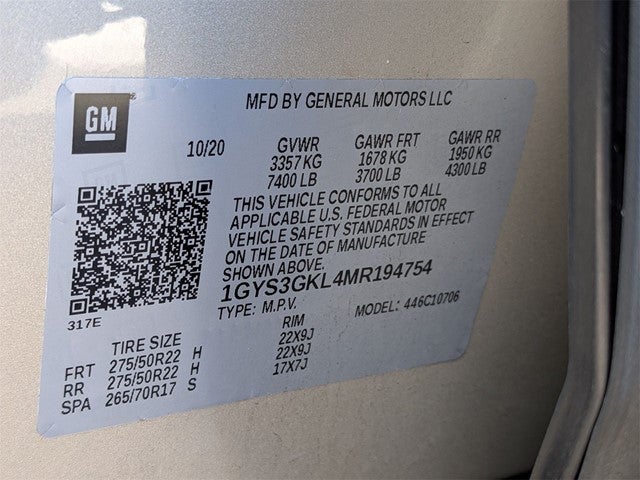 GM
MFD BY GENERAL MOTORS LLC
10/20 GVWR GAWR FRT GAWR RR
3357 KG 1678 KG 1950 KG
7400 LB 3700 LB 4300 LB
THIS VEHICLE CONFORMS TO ALL
APPLICABLE U.S. FEDERAL MOTOR
VEHICLE SAFETY STANDARDS IN EFFECT
ON THE DATE OF MANUFACTURE
SHOWN ABOVE.
1GYS3GKL4MR194754
TYPE: M.P.V. MODEL: 446C10706
317E
TIRE SIZE RIM
FRT 275/50R22 H 22X9J
RR 275/50R22 H 22X9J
SPA 265/70R17 S 17X7J